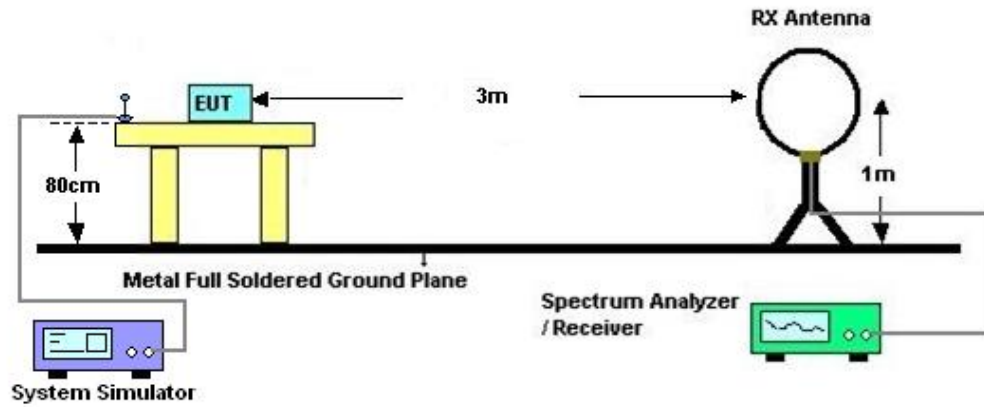 RX Antenna
EUT
3m
80cm
1m
Metal Full Soldered Ground Plane
Spectrum Analyzer
/ Receiver
System Simulator